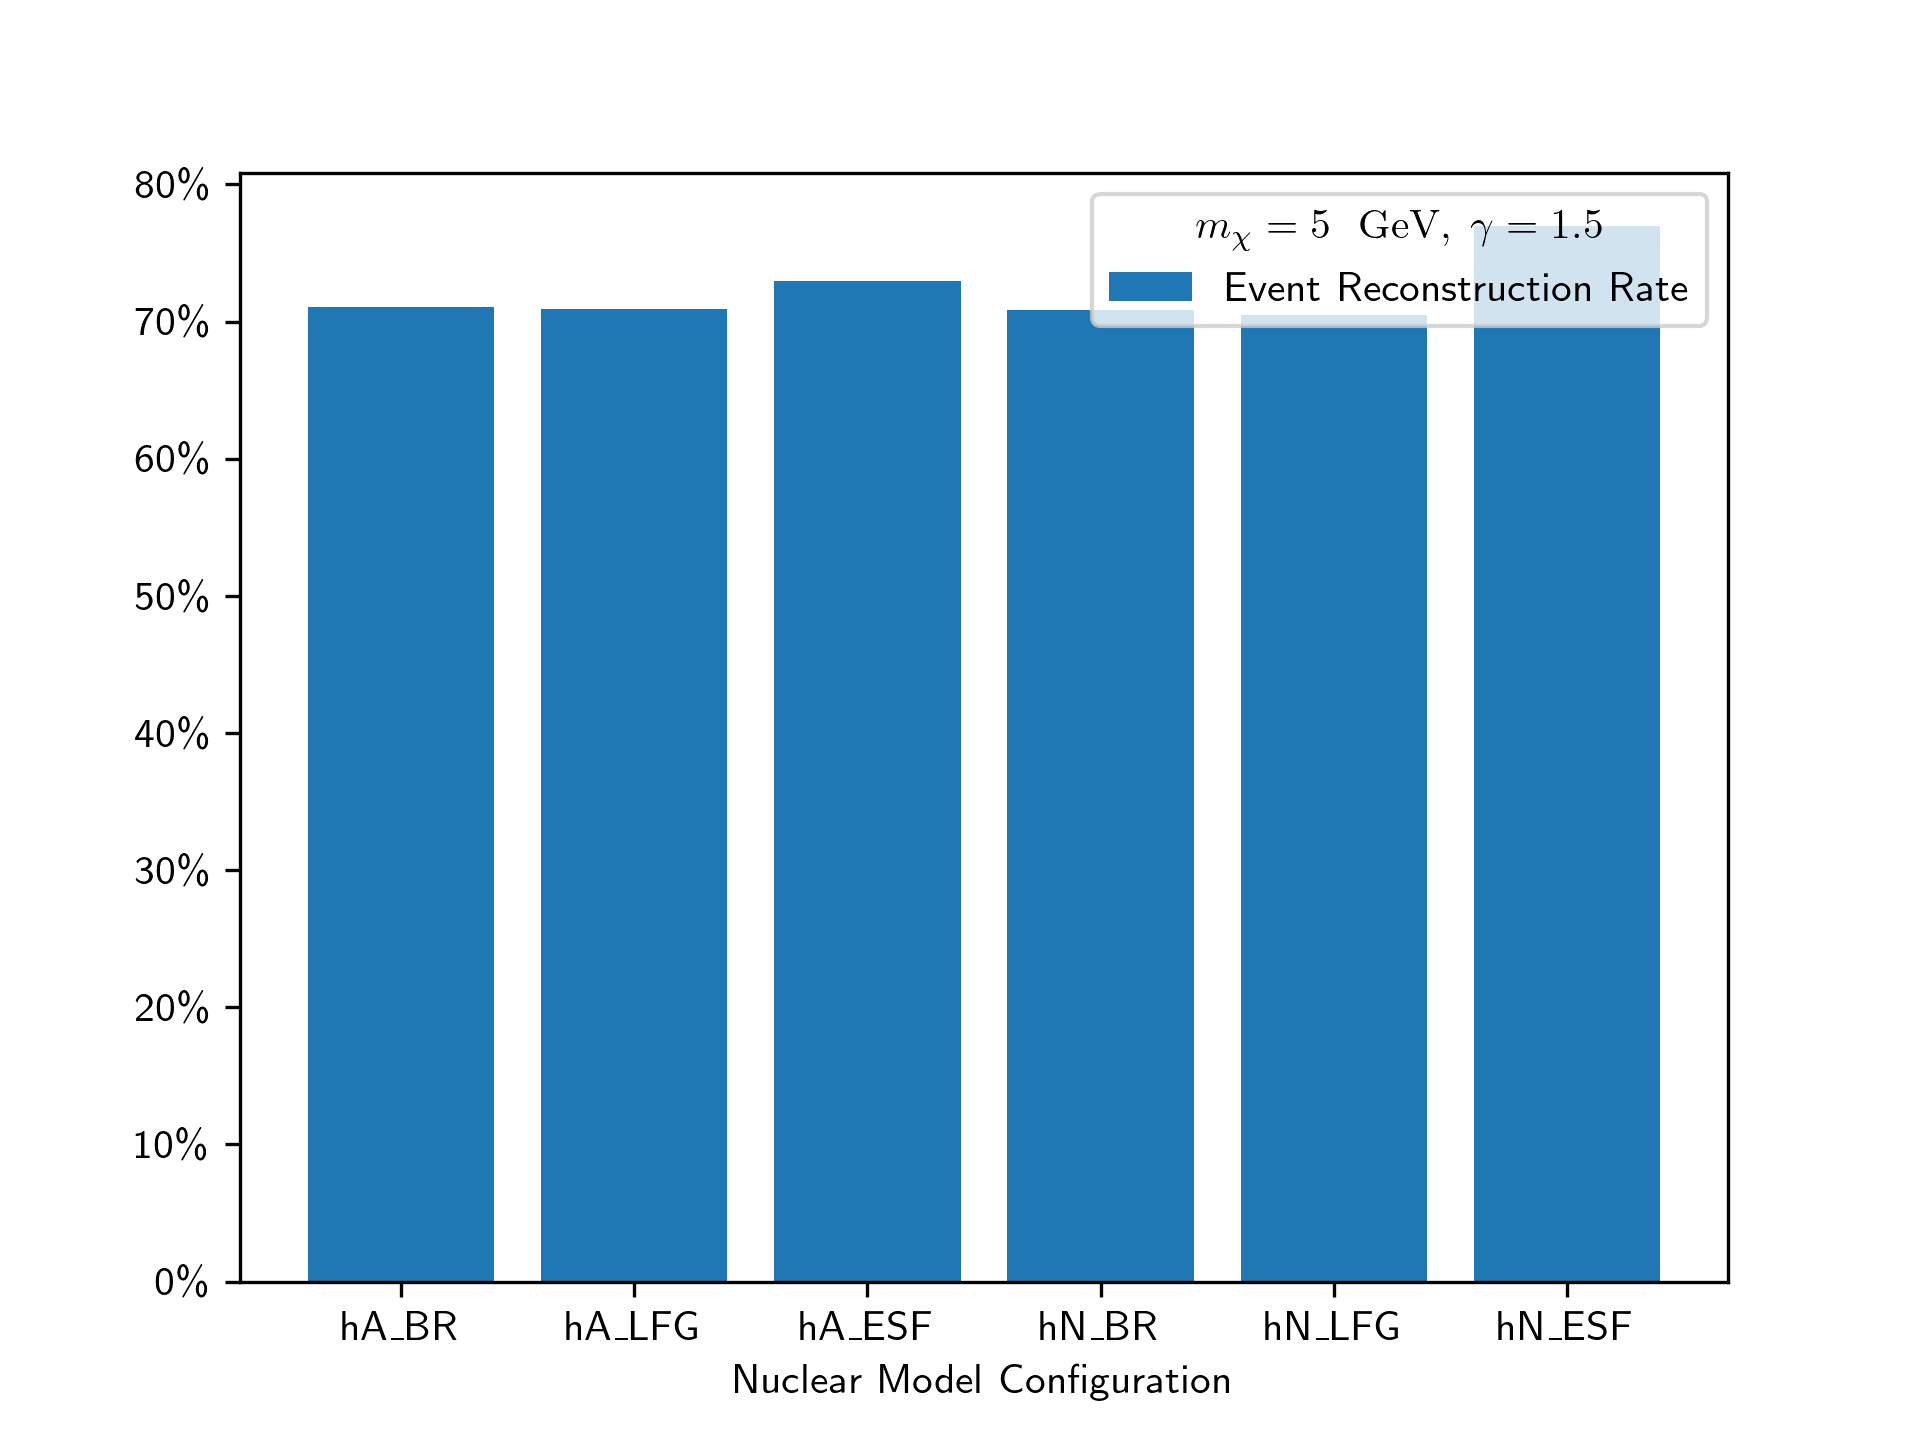 80%
70%
60%
50%
40%
30%
20%
10%
0%
mχ = 5 GeV, γ = 1.5
Event Reconstruction Rate
hA_BR hA_LFG hA_ESF hN_BR hN_LFG hN_ESF
Nuclear Model Configuration